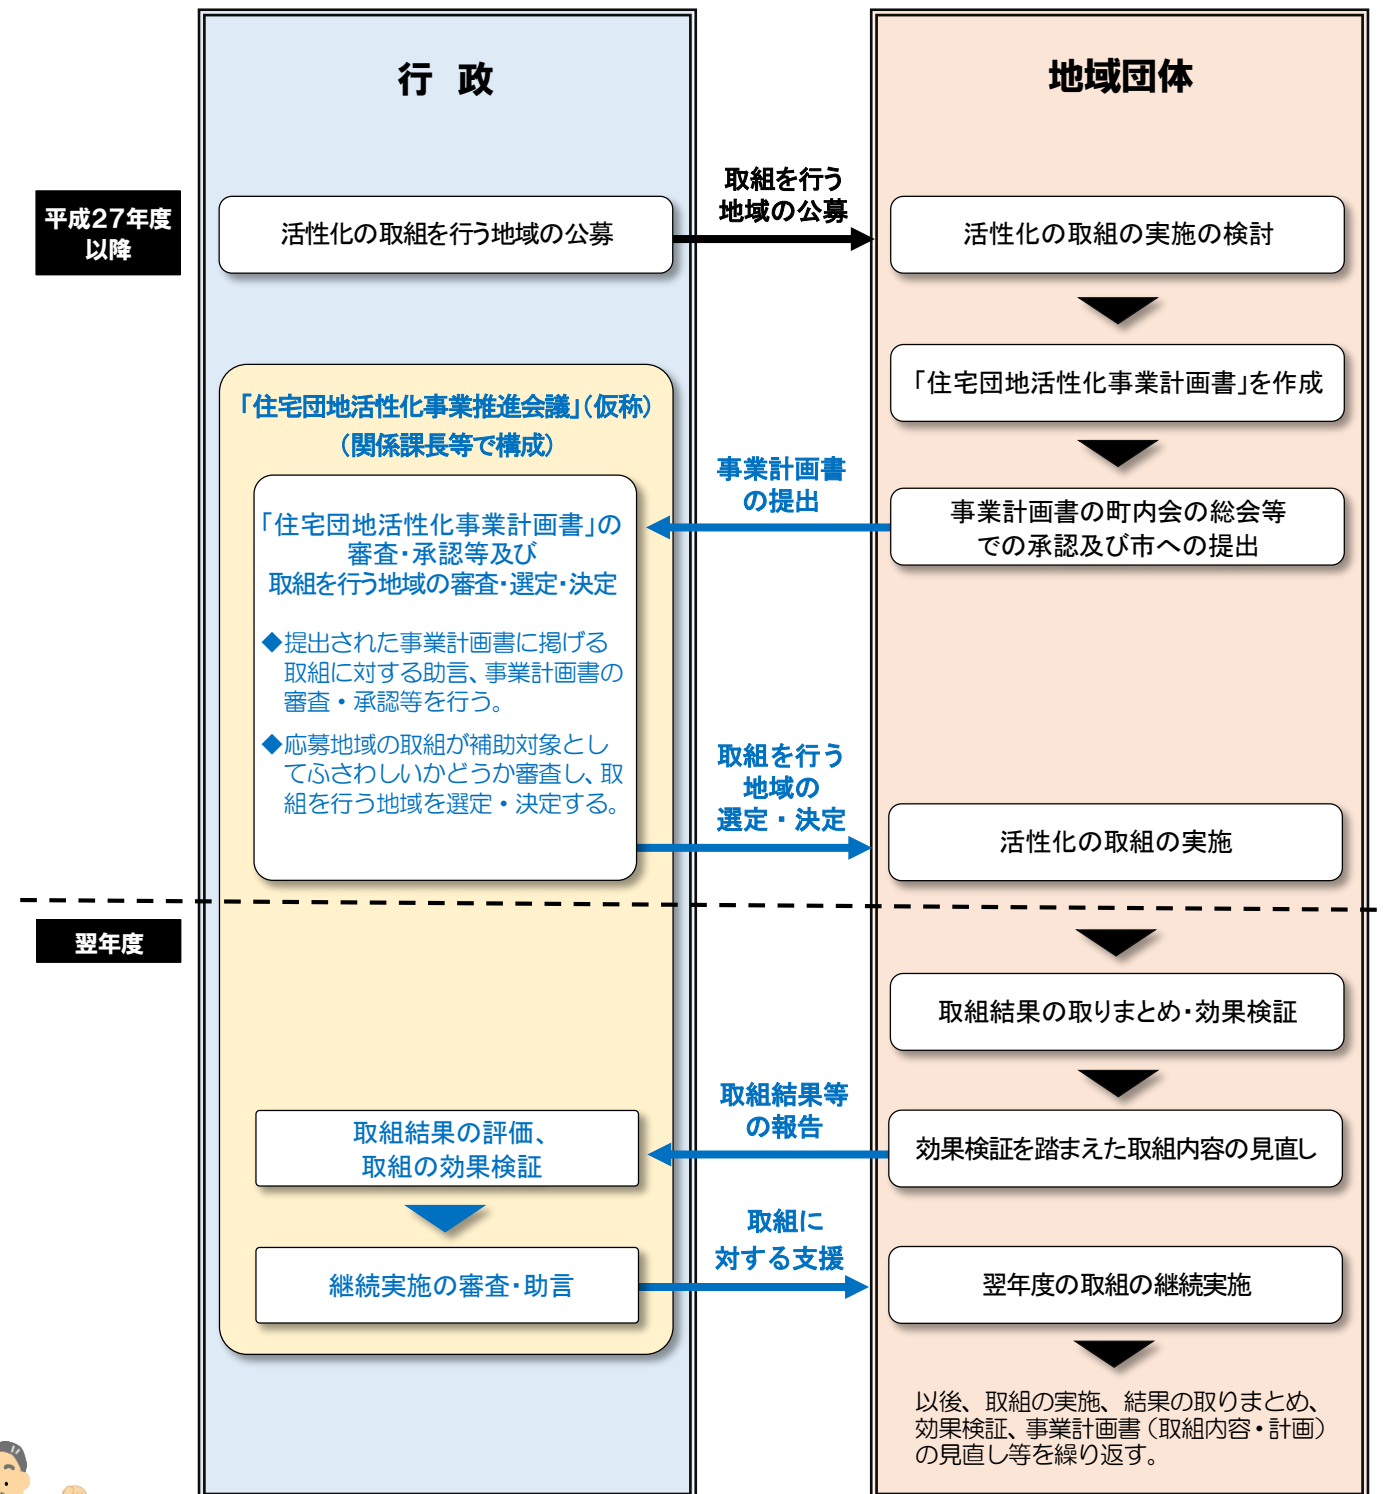 行 政
地域団体
平成27年度
以降
活性化の取組を行う地域の公募
取組を行う
地域の公募
活性化の取組の実施の検討
「住宅団地活性化事業計画書」を作成
「住宅団地活性化事業推進会議」(仮称)
(関係課長等で構成)
事業計画書
の提出
事業計画書の町内会の総会等
での承認及び市への提出
「住宅団地活性化事業計画書」の
審査・承認等及び
取組を行う地域の審査・選定・決定
◆提出された事業計画書に掲げる
取組に対する助言、事業計画書の
審査・承認等を行う。
◆応募地域の取組が補助対象とし
てふさわしいかどうか審査し、取
組を行う地域を選定・決定する。
取組を行う
地域の
選定・決定
活性化の取組の実施
翌年度
取組結果の取りまとめ・効果検証
取組結果等
の報告
効果検証を踏まえた取組内容の見直し
取組結果の評価、
取組の効果検証
取組に
対する支援
継続実施の審査・助言
翌年度の取組の継続実施
以後、取組の実施、結果の取りまとめ、
効果検証、事業計画書(取組内容・計画)
の見直し等を繰り返す。